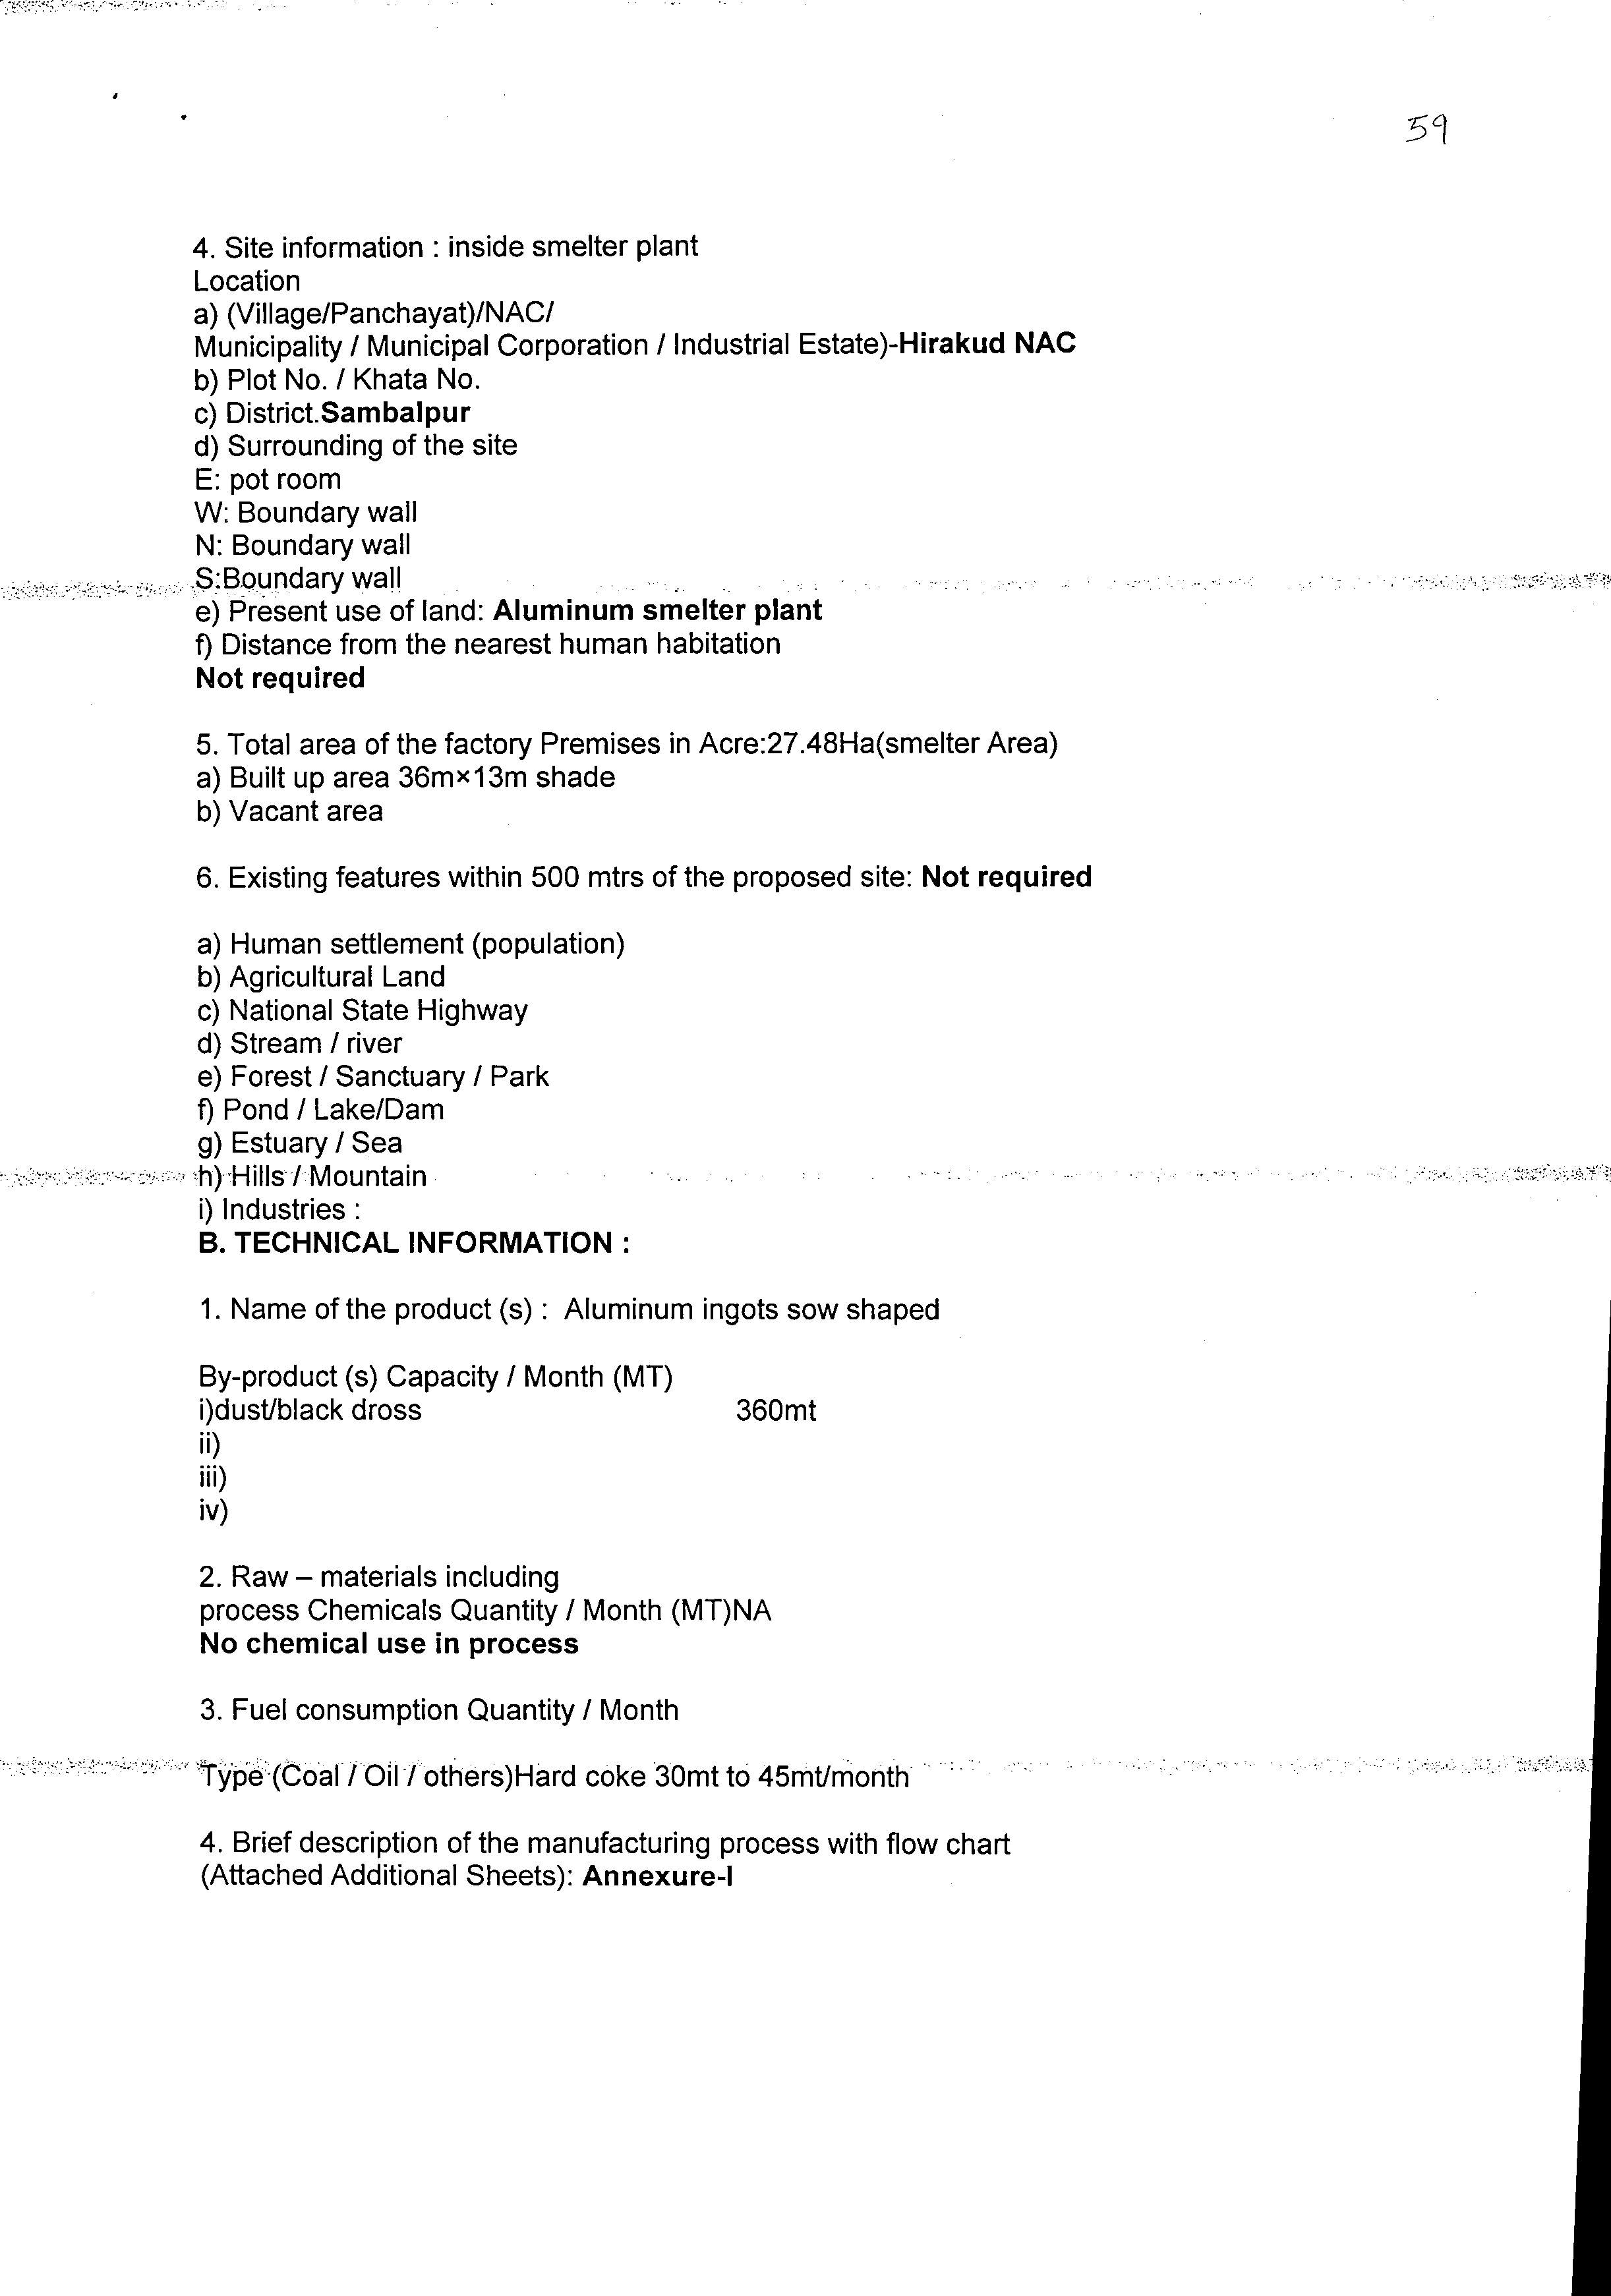 59
4. Site information : inside smelter plant
Location
a) (Village/Panchayat)/NAC/
Municipality / Municipal Corporation / Industrial Estate)-Hirakud NAC
b) Plot No. / Khata No.
c) District.Sambalpur
d) Surrounding of the site
E: pot room
W: Boundary wall
N: Boundary wall
S:Boundary wall
e) Present use of land: Aluminum smelter plant
f) Distance from the nearest human habitation
Not required
5. Total area of the factory Premises in Acre:27.48Ha(smelter Area)
a) Built up area 36m×13m shade
b) Vacant area
6. Existing features within 500 mtrs of the proposed site: Not required
a) Human settlement (population)
b) Agricultural Land
c) National State Highway
d) Stream / river
e) Forest / Sanctuary / Park
f) Pond / Lake/Dam
g) Estuary / Sea
h) Hills / Mountain
i) Industries :
B. TECHNICAL INFORMATION :
1. Name of the product (s) : Aluminum ingots sow shaped
By-product (s) Capacity / Month (MT)
i)dust/black dross 360mt
ii)
iii)
iv)
2. Raw – materials including
process Chemicals Quantity / Month (MT)NA
No chemical use in process
3. Fuel consumption Quantity / Month
Type (Coal / Oil / others)Hard coke 30mt to 45mt/month
4. Brief description of the manufacturing process with flow chart
(Attached Additional Sheets): Annexure-I